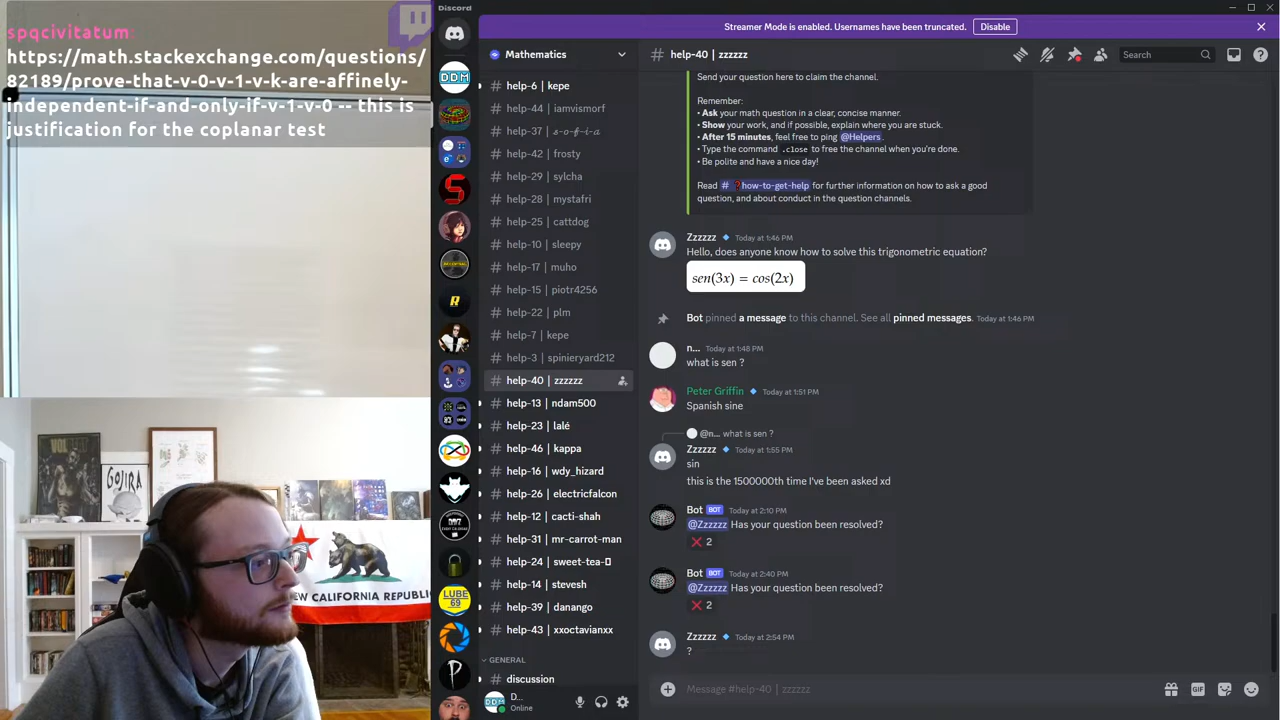 spqcivitatum:
https://math.stackexchange.com/questions/
82189/prove-that-v-0-v-1-v-k-are-affinely-
independent-if-and-only-if-v-1-v-0 -- this is
justification for the coplanar test
GOJIRA
NEW CALIFORNIA REPUBLIC
Discord
Streamer Mode is enabled. Usernames have been truncated.
Disable
Mathematics
# help-40 | zzzzzz
Search
DDM
LUBE
69
# help-6 | kepe
# help-44 | iamvismorf
# help-37 | s-o-f-i-a
# help-42 | frosty
# help-29 | sylcha
# help-28 | mystafri
# help-25 | cattdog
# help-10 | sleepy
# help-17 | muho
# help-15 | piotr4256
# help-22 | plm
# help-7 | kepe
# help-3 | spinieryard212
# help-40 | zzzzzz
# help-13 | ndam500
# help-23 | lalé
# help-46 | kappa
# help-16 | wdy_hizard
# help-26 | electricfalcon
# help-12 | cacti-shah
# help-31 | mr-carrot-man
# help-24 | sweet-tea-
# help-14 | stevesh
# help-39 | danango
# help-43 | xxoctavianxx
GENERAL
# discussion
D...
Online
Send your question here to claim the channel.
Remember:
• Ask your math question in a clear, concise manner.
• Show your work, and if possible, explain where you are stuck.
• After 15 minutes, feel free to ping @Helpers.
• Type the command .close to free the channel when you're done.
• Be polite and have a nice day!
Read # ❓how-to-get-help for further information on how to ask a good
question, and about conduct in the question channels.
Zzzzzz Today at 1:46 PM
Hello, does anyone know how to solve this trigonometric equation?
sen(3x) = cos(2x)
Bot pinned a message to this channel. See all pinned messages. Today at 1:46 PM
n... Today at 1:48 PM
what is sen ?
Peter Griffin Today at 1:51 PM
Spanish sine
@n... what is sen ?
Zzzzzz Today at 1:55 PM
sin
this is the 1500000th time I've been asked xd
Bot BOT Today at 2:10 PM
@Zzzzzz Has your question been resolved?
❌ 2
Bot BOT Today at 2:40 PM
@Zzzzzz Has your question been resolved?
❌ 2
Zzzzzz Today at 2:54 PM
?
Message #help-40 | zzzzzz
GIF